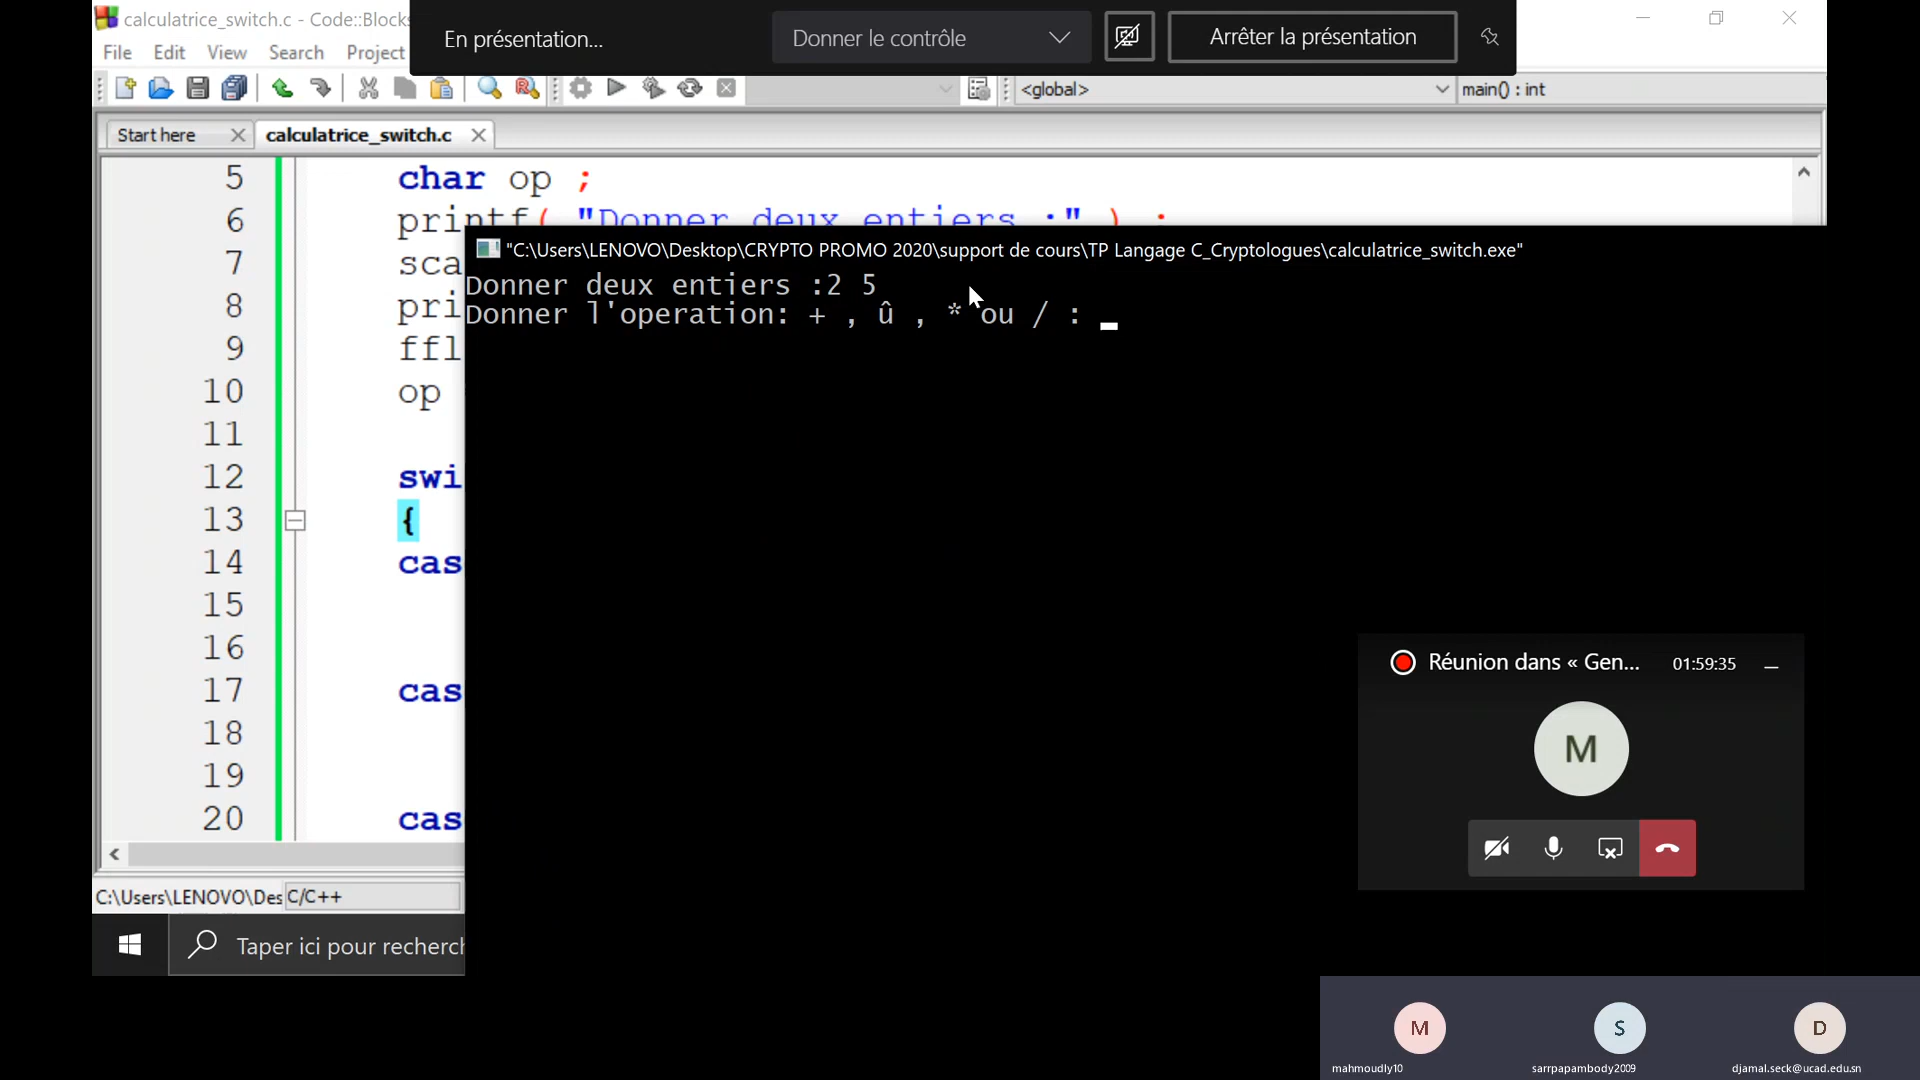 calculatrice_switch.c - Code::Block
En présentation...
Donner le contrôle
Arrêter la présentation
File Edit View Search Project
<global>
main() : int
Start here
calculatrice_switch.c
5 char op ;
6 printf( "Donner deux entiers :" ) ;
7 sca
8 pri
9 ffl
10 op
11
12 swi
13 {
14 cas
15
16
17 cas
18
19
20 cas
"C:\Users\LENOVO\Desktop\CRYPTO PROMO 2020\support de cours\TP Langage C_Cryptologues\calculatrice_switch.exe"
Donner deux entiers :2 5
Donner l'operation: + , û , * ou / :
Réunion dans « Gen... 01:59:35
M
C:\Users\LENOVO\Des C/C++
Taper ici pour recherch
M S D
mahmoudly10 sarrpapambody2009 djamal.seck@ucad.edu.sn